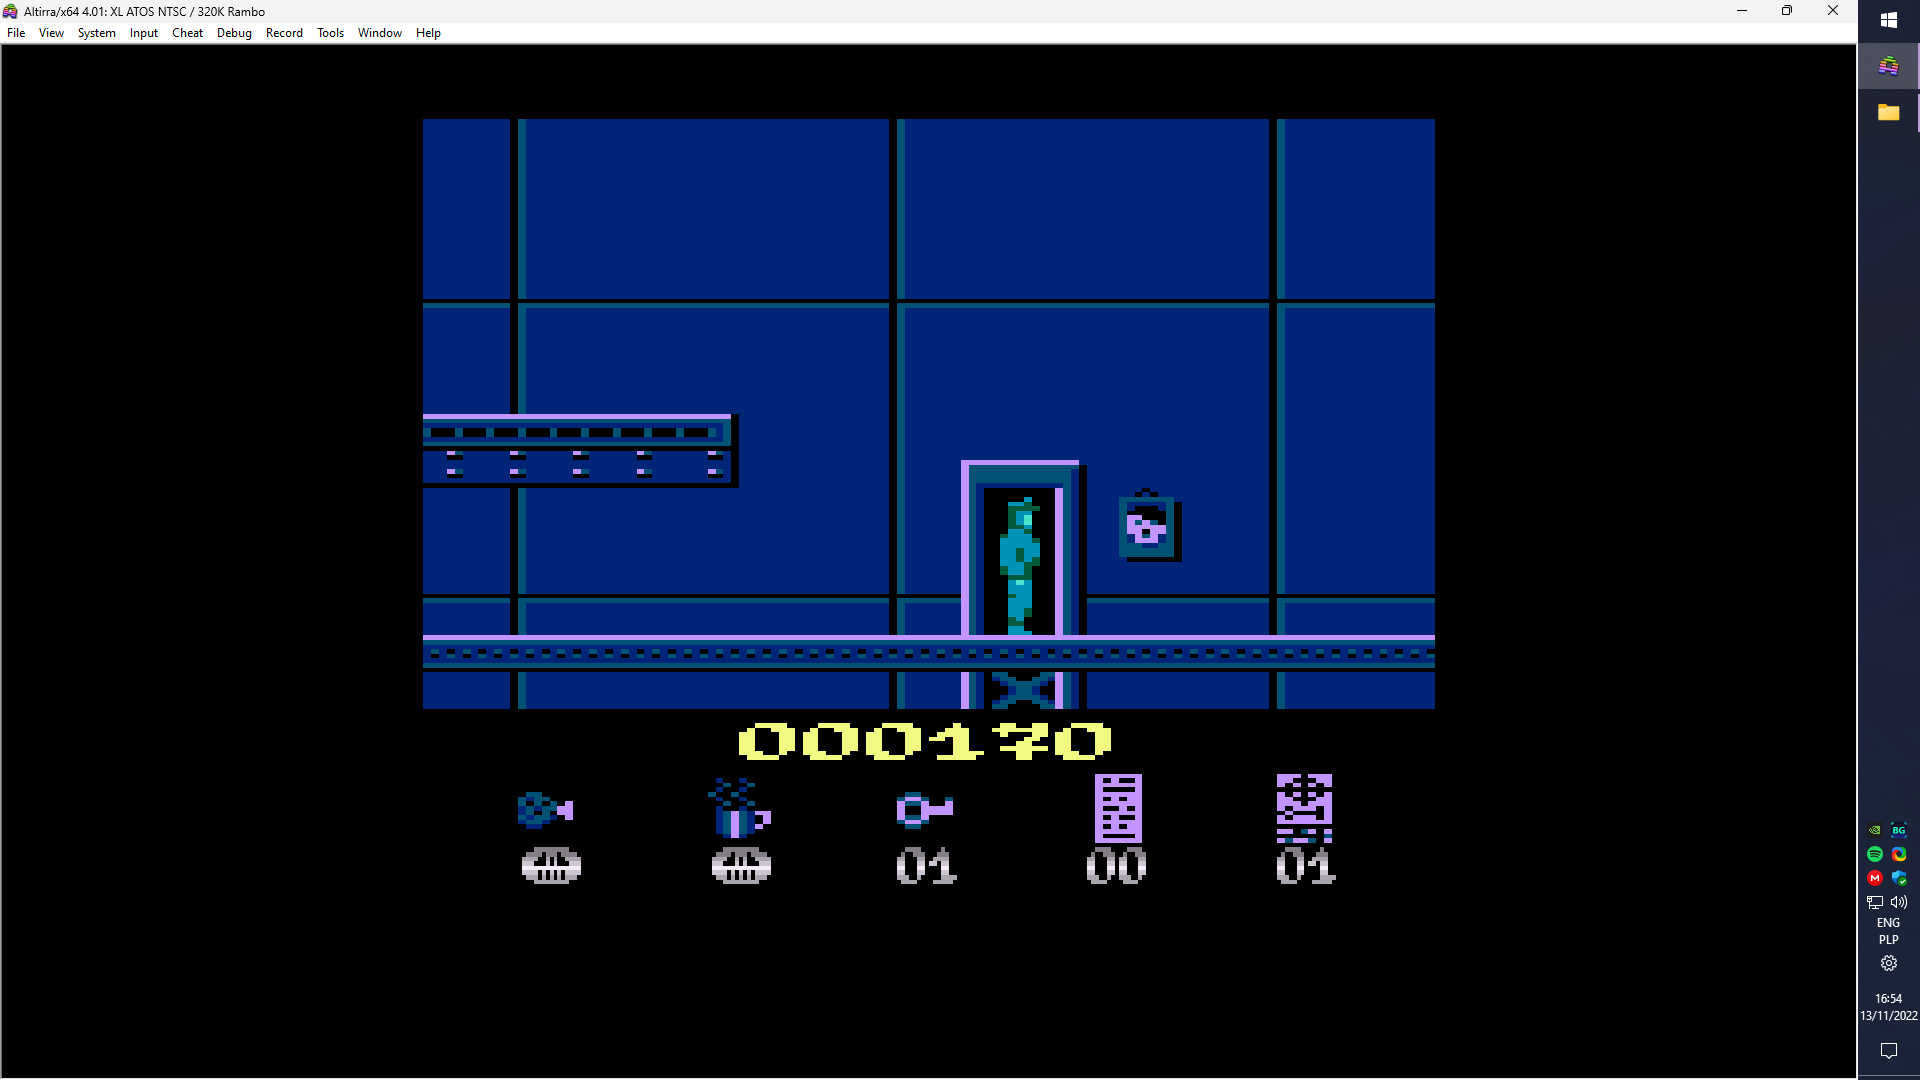 Altirra/x64 4.01: XL ATOS NTSC / 320K Rambo
File View System Input Cheat Debug Record Tools Window Help
000170
01 00 01
BG
M
ENG
PLP
16:54
13/11/2022